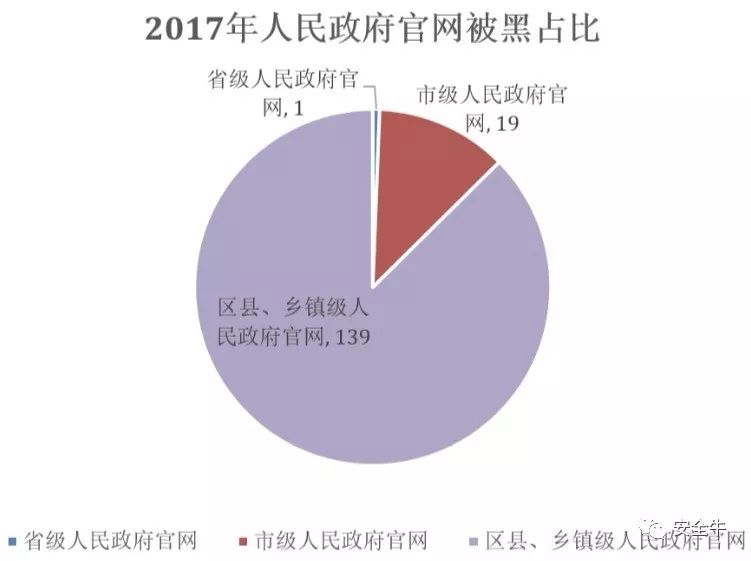 2017年人民政府官网被黑占比
省级人民政府官
网, 1
市级人民政府官
网, 19
区县、乡镇级人
民政府官网, 139
省级人民政府官网
市级人民政府官网
区县、乡镇级人民政府官网
安全牛